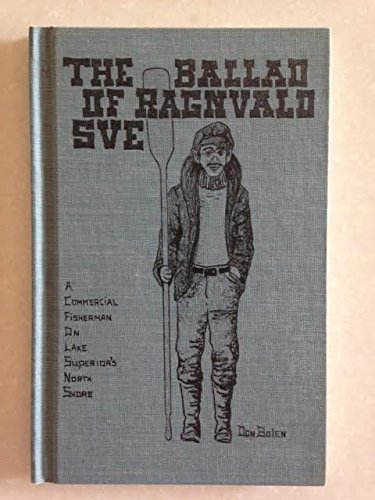 THE BALLAD
OF RAGNVALD
SVE
A
COMMERCIAL
FISHERMAN
ON
LAKE
SUPERIOR'S
NORTH
SHORE
DON BOLEN